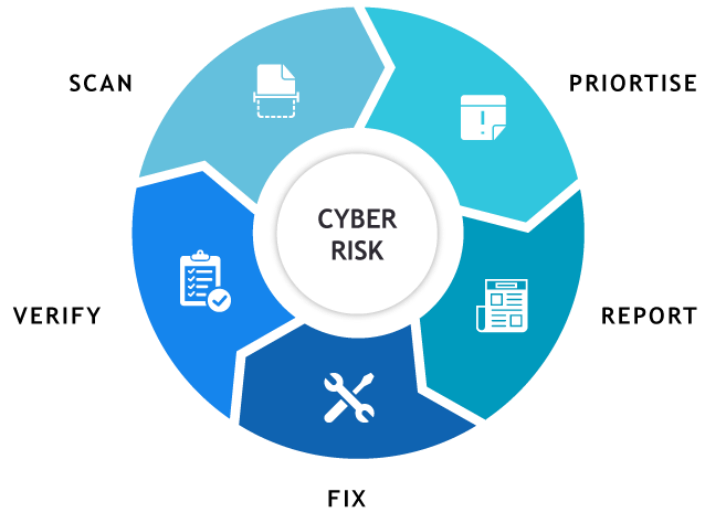 SCAN
PRIORTISE
CYBER
RISK
VERIFY
REPORT
FIX